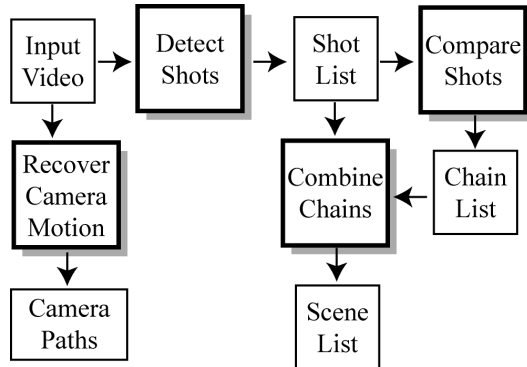 Input
Video
Detect
Shots
Shot
List
Compare
Shots
Recover
Camera
Motion
Combine
Chains
Chain
List
Camera
Paths
Scene
List